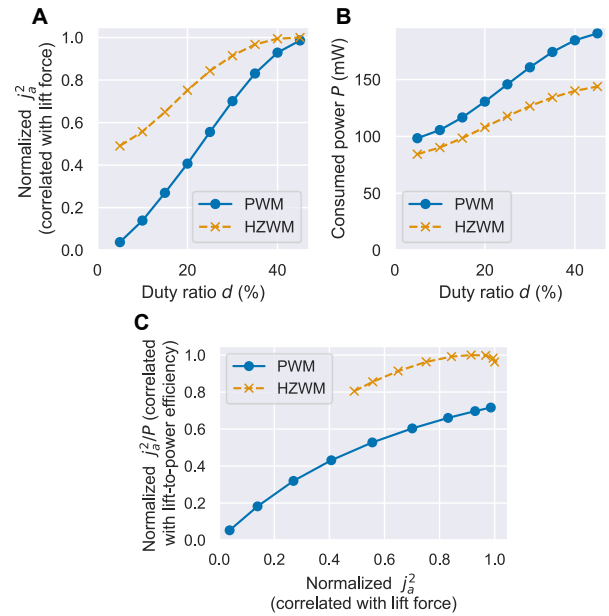 A
Normalized j_a^2
(correlated with lift force)
1.0
0.8
0.6
0.4
0.2
0.0
PWM
HZWM
0
20
40
Duty ratio d (%)
B
Consumed power P (mW)
150
100
50
0
PWM
HZWM
0
20
40
Duty ratio d (%)
C
Normalized j_a^2/P (correlated
with lift-to-power efficiency)
1.0
0.8
0.6
0.4
0.2
0.0
PWM
HZWM
0.0
0.2
0.4
0.6
0.8
1.0
Normalized j_a^2
(correlated with lift force)